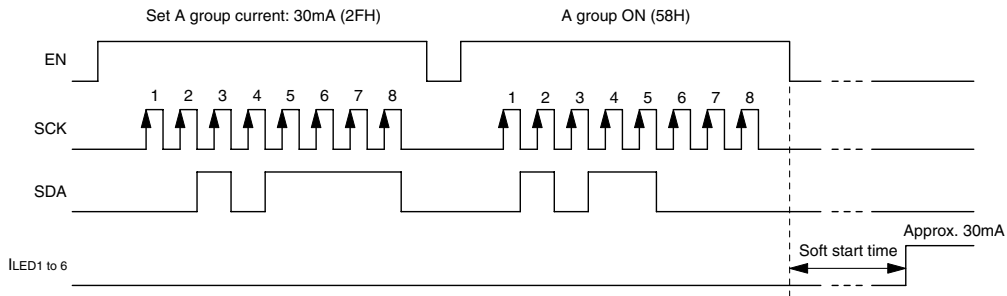 Set A group current: 30mA (2FH)
A group ON (58H)
EN
1 2 3 4 5 6 7 8
1 2 3 4 5 6 7 8
SCK
SDA
Approx. 30mA
Soft start time
ILED1 to 6